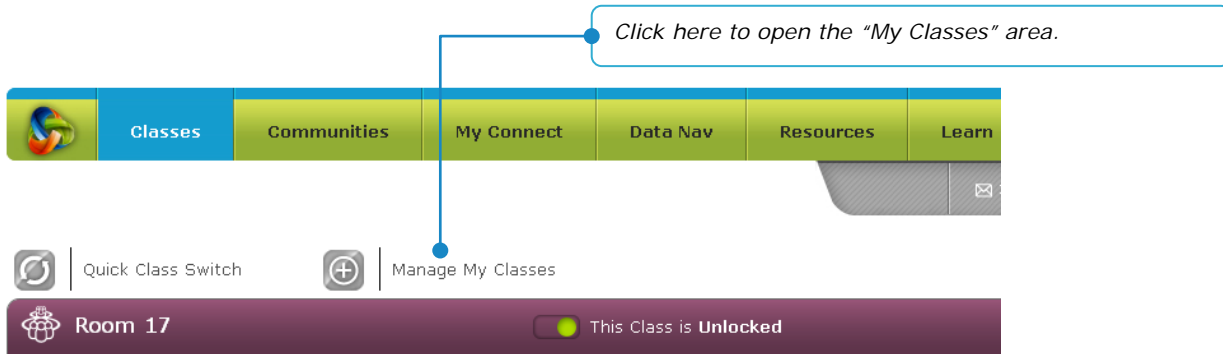 Click here to open the “My Classes” area.
Classes Communities My Connect Data Nav Resources Learn
Quick Class Switch Manage My Classes
Room 17 This Class is Unlocked